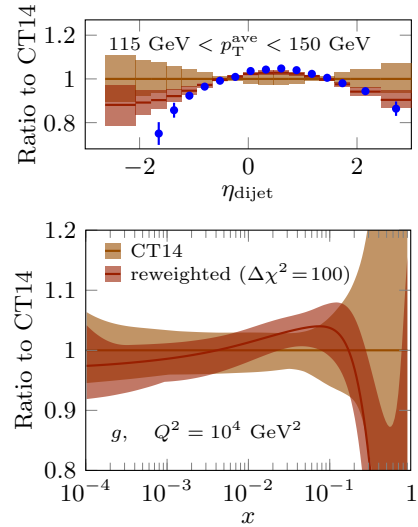 115 GeV < p_T^ave < 150 GeV
Ratio to CT14
1.2
1
0.8
−2 0 2
η_dijet
1.2
CT14
reweighted (Δχ² = 100)
1.1
Ratio to CT14
1
0.9
g, Q² = 10⁴ GeV²
0.8
10⁻⁴ 10⁻³ 10⁻² 10⁻¹ 1
x